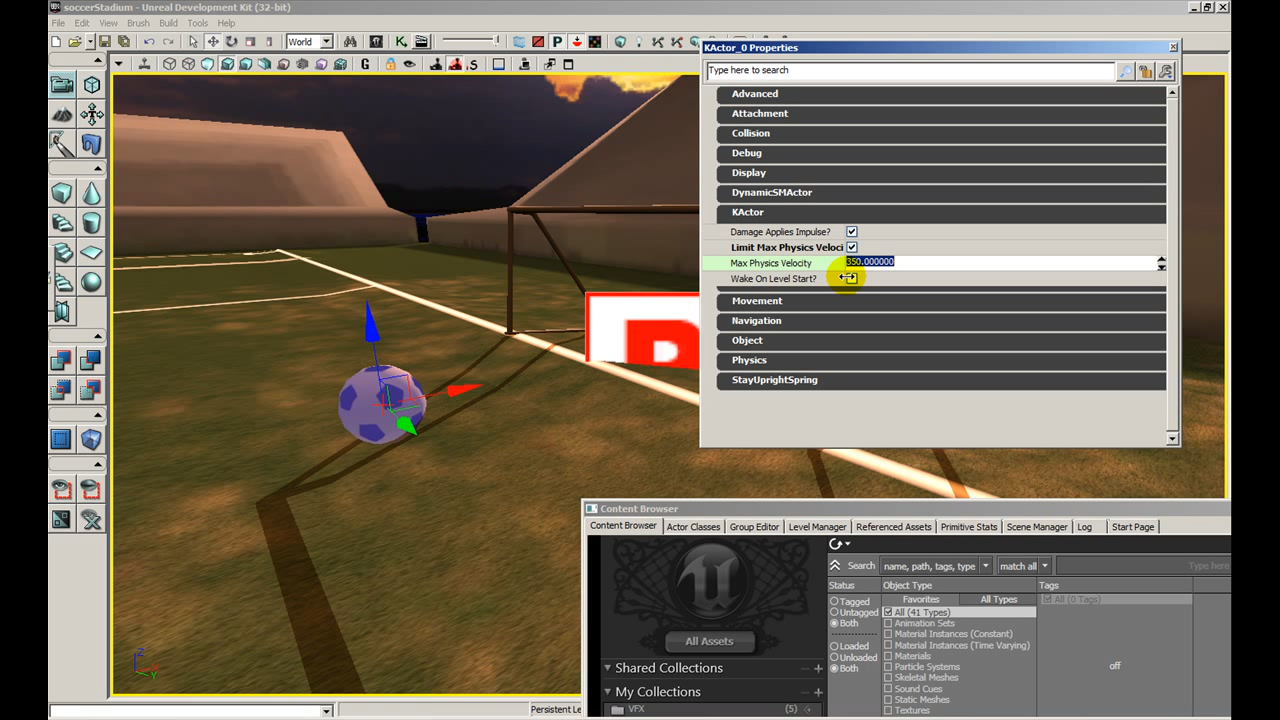 soccerStadium - Unreal Development Kit (32-bit)
File Edit View Brush Build Tools Help
World
P
G
S
KActor_0 Properties
Type here to search
Advanced
Attachment
Collision
Debug
Display
DynamicSMActor
KActor
Damage Applies Impulse?
Limit Max Physics Veloci
Max Physics Velocity 350.000000
Wake On Level Start?
Movement
Navigation
Object
Physics
StayUprightSpring
Z
X
Y
Content Browser
Content Browser Actor Classes Group Editor Level Manager Referenced Assets Primitive Stats Scene Manager Log Start Page
Search name, path, tags, type match all Type here
Status Object Type Tags
Tagged Favorites All Types All (0 Tags)
Untagged All (41 Types)
Both Animation Sets
Material Instances (Constant)
Loaded Material Instances (Time Varying)
Unloaded Materials
Both Particle Systems off
Skeletal Meshes
Sound Cues
Static Meshes
Textures
All Assets
Shared Collections
My Collections
VFX (5)
Persistent Le